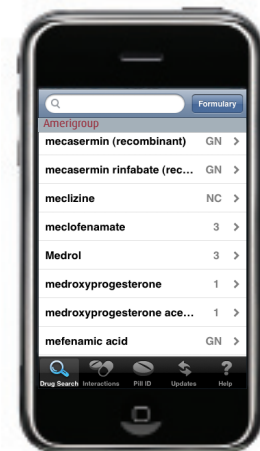 Formulary
Amerigroup
mecasermin (recombinant) GN >
mecasermin rinfabate (rec... GN >
meclizine NC >
meclofenamate 3 >
Medrol 3 >
medroxyprogesterone 1 >
medroxyprogesterone ace... 1 >
mefenamic acid GN >
Drug Search Interactions Pill ID Updates Help